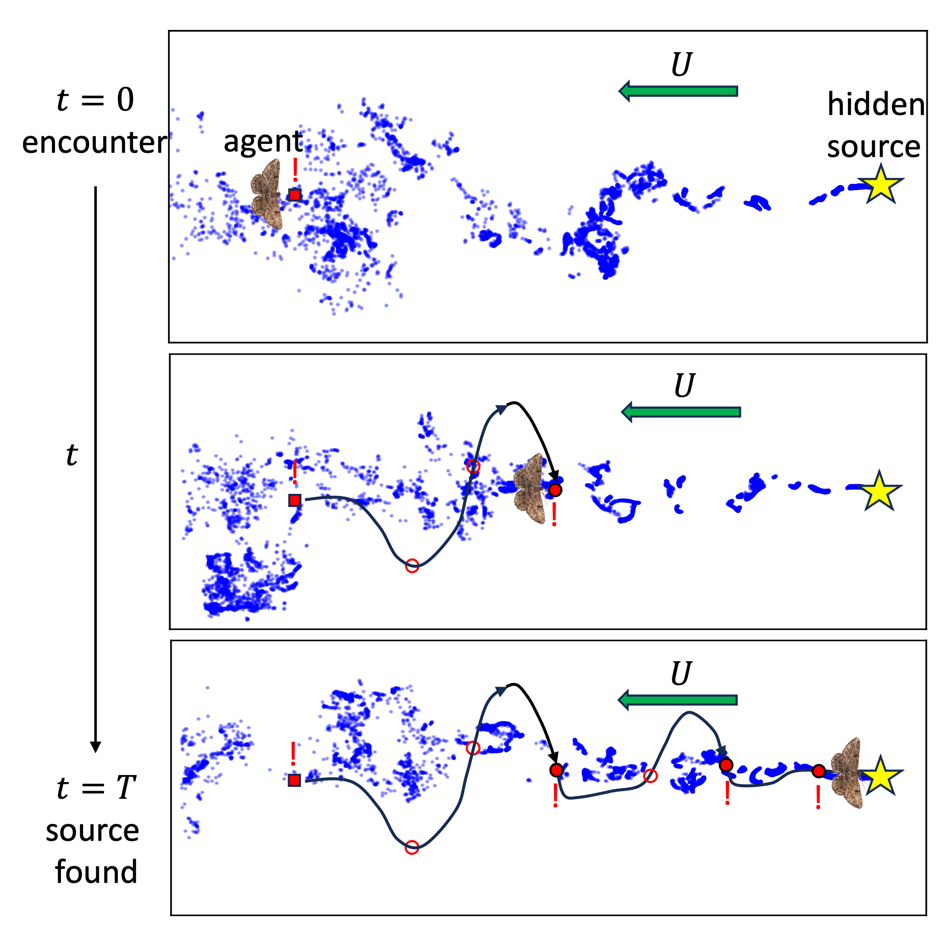 t = 0
encounter
agent
!
U
hidden
source
t
!
U
!
t = T
source
found
!
U
!
!
!